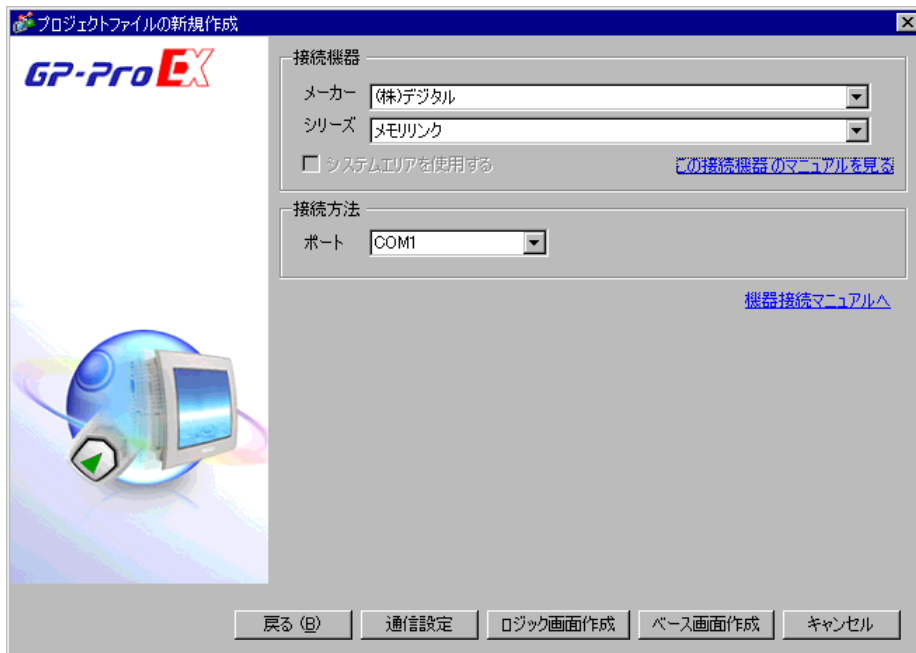 プロジェクトファイルの新規作成
GP-Pro EX
接続機器
メーカー (株)デジタル
シリーズ メモリリンク
システムエリアを使用する この接続機器のマニュアルを見る
接続方法
ポート COM1
機器接続マニュアルへ
戻る (B) 通信設定 ロジック画面作成 ベース画面作成 キャンセル